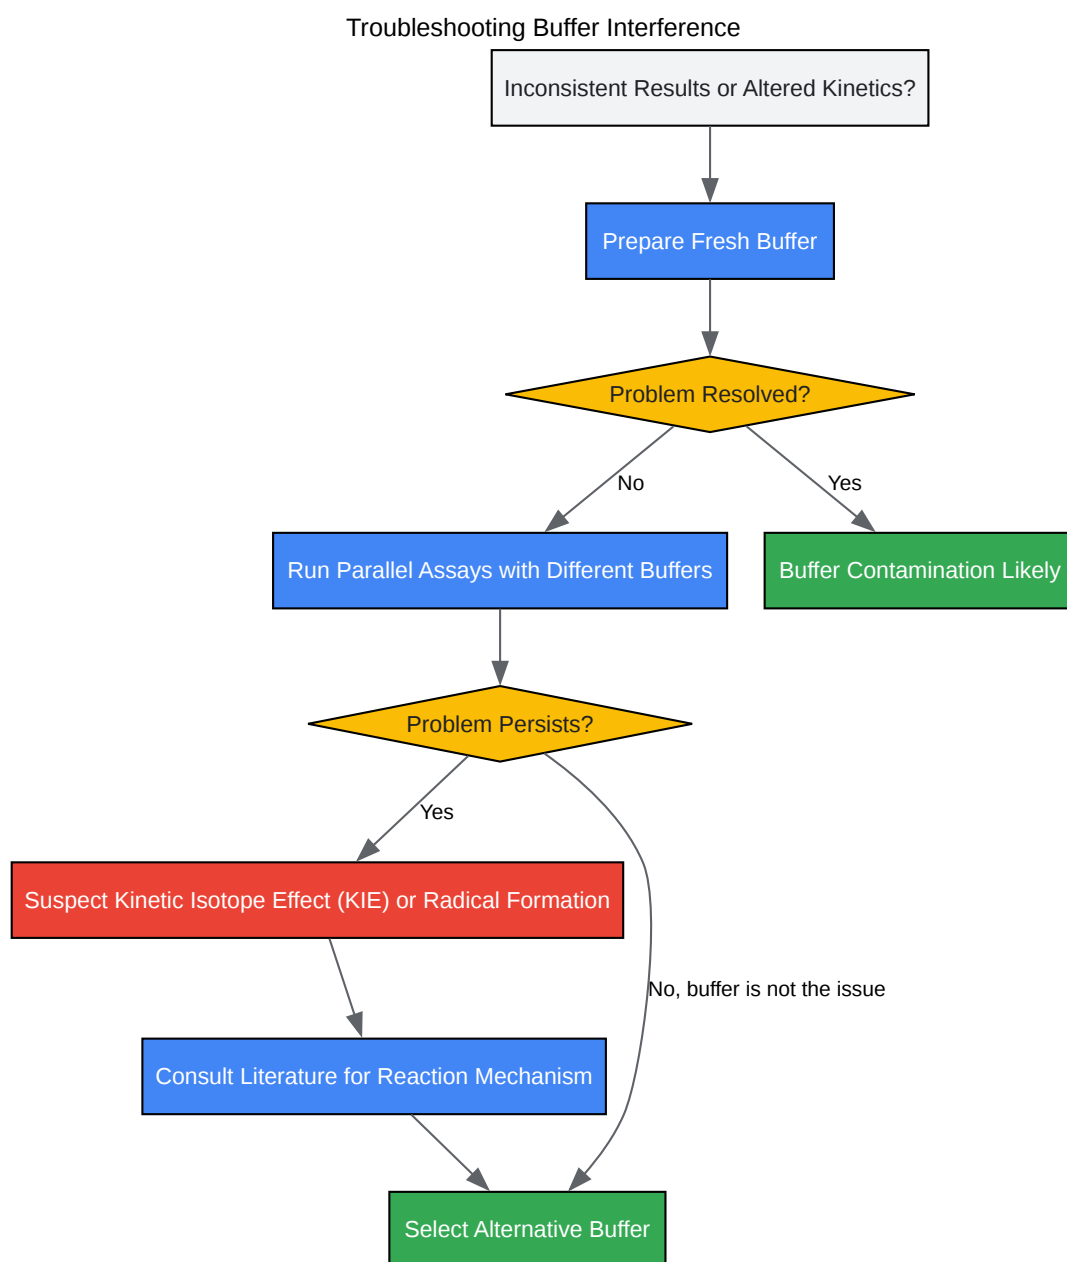 Troubleshooting Buffer Interference
Inconsistent Results or Altered Kinetics?
Prepare Fresh Buffer
Problem Resolved?
No
Yes
Run Parallel Assays with Different Buffers
Buffer Contamination Likely
Problem Persists?
Yes
Suspect Kinetic Isotope Effect (KIE) or Radical Formation
No, buffer is not the issue
Consult Literature for Reaction Mechanism
Select Alternative Buffer